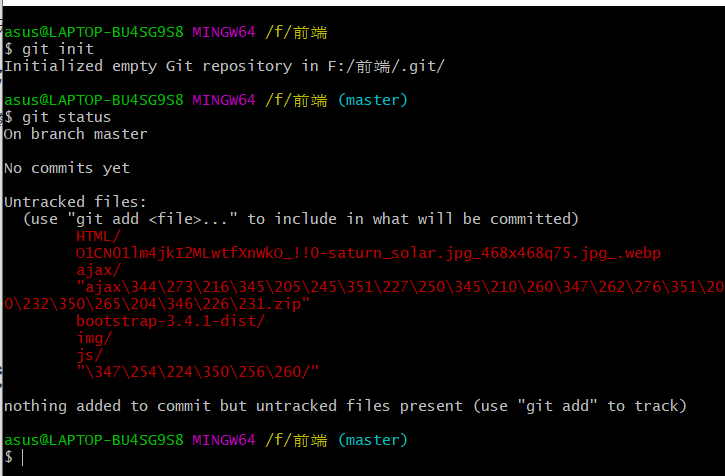 asus@LAPTOP-BU4SG9S8 MINGW64 /f/前端
$ git init
Initialized empty Git repository in F:/前端/.git/
asus@LAPTOP-BU4SG9S8 MINGW64 /f/前端 (master)
$ git status
On branch master
No commits yet
Untracked files:
(use "git add <file>..." to include in what will be committed)
HTML/
O1CN01lm4jkI2MLwtfXnWkO_!!0-saturn_solar.jpg_468x468q75.jpg_.webp
ajax/
"ajax\344\273\216\345\205\245\351\227\250\345\210\260\347\262\276\351\20
0\232\350\265\204\346\226\231.zip"
bootstrap-3.4.1-dist/
img/
js/
"\347\254\224\350\256\260/"
nothing added to commit but untracked files present (use "git add" to track)
asus@LAPTOP-BU4SG9S8 MINGW64 /f/前端 (master)
$